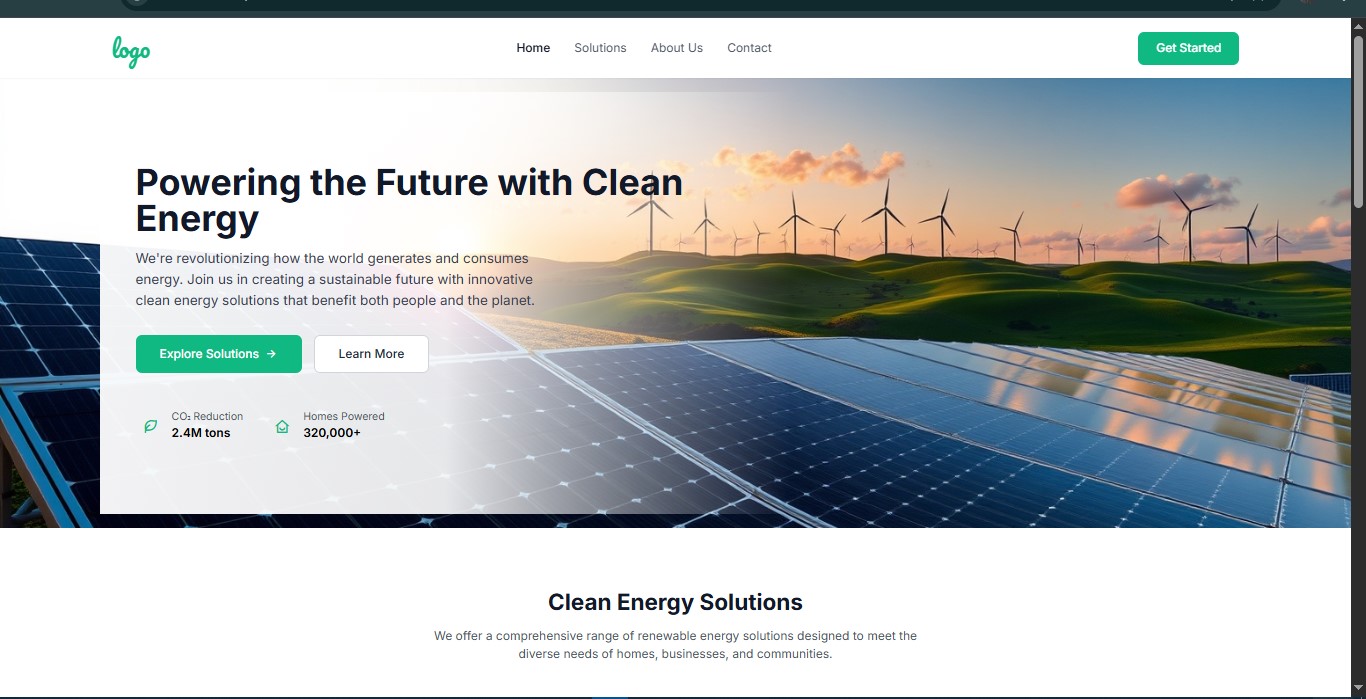 logo
Home
Solutions
About Us
Contact
Get Started
Powering the Future with Clean
Energy
We're revolutionizing how the world generates and consumes
energy. Join us in creating a sustainable future with innovative
clean energy solutions that benefit both people and the planet.
Explore Solutions →
Learn More
CO₂ Reduction
2.4M tons
Homes Powered
320,000+
Clean Energy Solutions
We offer a comprehensive range of renewable energy solutions designed to meet the
diverse needs of homes, businesses, and communities.